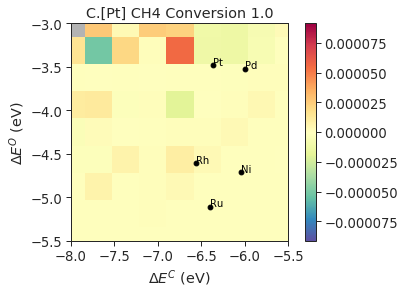 C.[Pt] CH4 Conversion 1.0
−3.0
−3.5
−4.0
−4.5
−5.0
−5.5
ΔE^O (eV)
Pt
Pd
Rh
Ni
Ru
−8.0 −7.5 −7.0 −6.5 −6.0 −5.5
ΔE^C (eV)
0.000075
0.000050
0.000025
0.000000
−0.000025
−0.000050
−0.000075